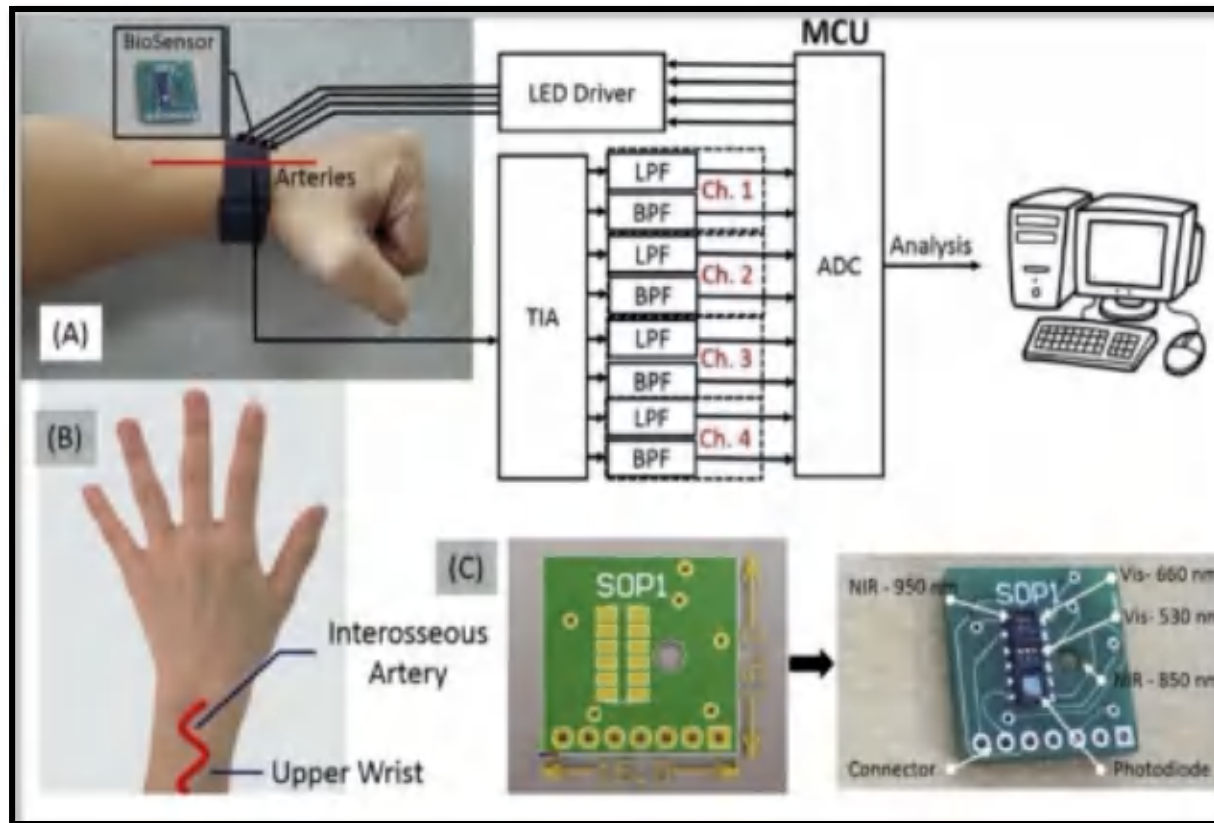 BioSensor
Arteries
(A)
MCU
LED Driver
TIA
LPF
BPF
Ch. 1
LPF
BPF
Ch. 2
LPF
BPF
Ch. 3
LPF
BPF
Ch. 4
ADC
Analysis
(B)
Interosseous
Artery
Upper Wrist
(C)
SOP1
NIR - 950 nm
SOP1
Vis- 660 nm
Vis- 530 nm
NIR - 850 nm
Connector
Photodiode